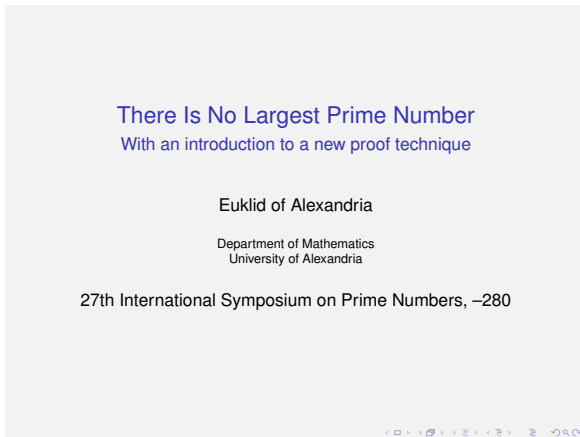 There Is No Largest Prime Number
With an introduction to a new proof technique
Euklid of Alexandria
Department of Mathematics
University of Alexandria
27th International Symposium on Prime Numbers, –280